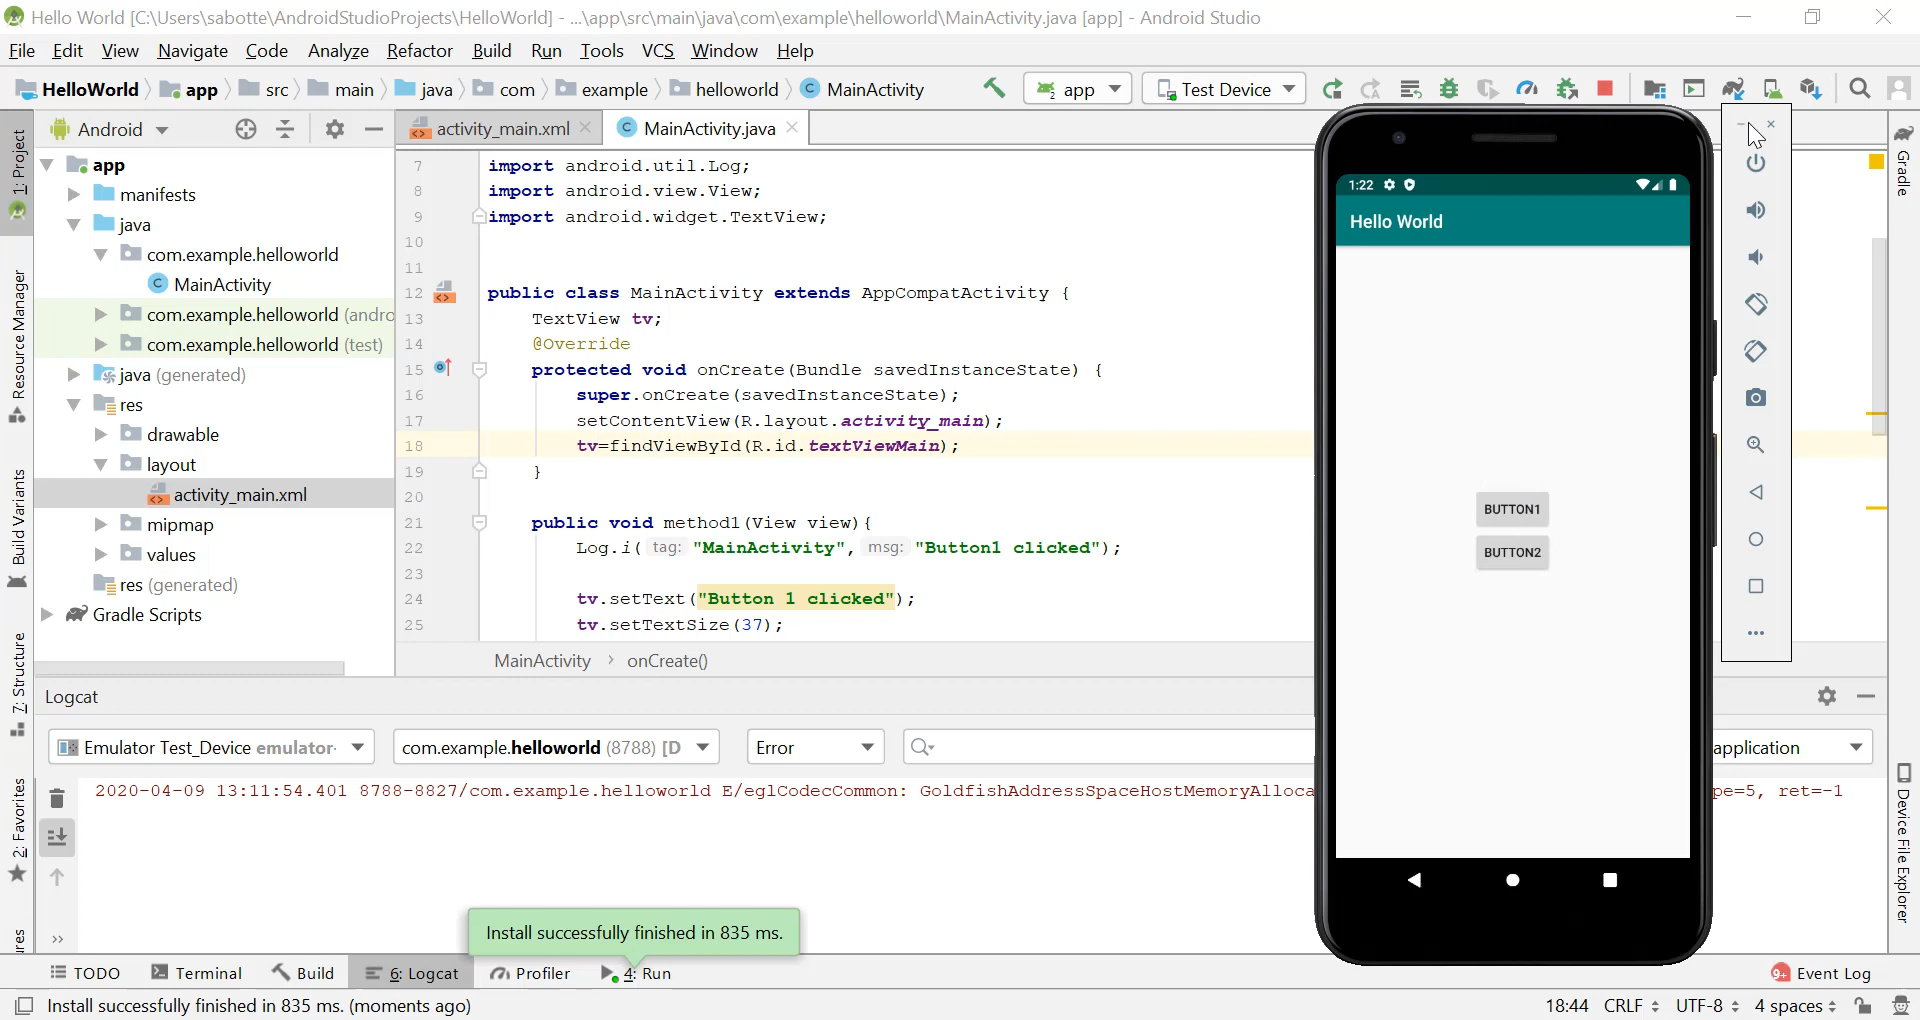 Hello World [C:\Users\sabotte\AndroidStudioProjects\HelloWorld] - ...\app\src\main\java\com\example\helloworld\MainActivity.java [app] - Android Studio
File Edit View Navigate Code Analyze Refactor Build Run Tools VCS Window Help
HelloWorld app src main java com example helloworld MainActivity app Test Device
1: Project
Resource Manager
Build Variants
7: Structure
2: Favorites
Android
app
manifests
java
com.example.helloworld
MainActivity
com.example.helloworld (andro
com.example.helloworld (test)
java (generated)
res
drawable
layout
activity_main.xml
mipmap
values
res (generated)
Gradle Scripts
activity_main.xml MainActivity.java
7 import android.util.Log;
8 import android.view.View;
9 import android.widget.TextView;
10
11
12 public class MainActivity extends AppCompatActivity {
13 TextView tv;
14 @Override
15 protected void onCreate(Bundle savedInstanceState) {
16 super.onCreate(savedInstanceState);
17 setContentView(R.layout.activity_main);
18 tv=findViewById(R.id.textViewMain);
19 }
20
21 public void method1(View view){
22 Log.i( tag: "MainActivity", msg: "Button1 clicked");
23
24 tv.setText("Button 1 clicked");
25 tv.setTextSize(37);
MainActivity › onCreate()
1:22
Hello World
BUTTON1
BUTTON2
Gradle
Device File Explorer
Logcat
Emulator Test_Device emulator- com.example.helloworld (8788) [D Error application
2020-04-09 13:11:54.401 8788-8827/com.example.helloworld E/eglCodecCommon: GoldfishAddressSpaceHostMemoryAlloca pe=5, ret=-1
Install successfully finished in 835 ms.
TODO Terminal Build 6: Logcat Profiler 4: Run 9+ Event Log
Install successfully finished in 835 ms. (moments ago) 18:44 CRLF UTF-8 4 spaces